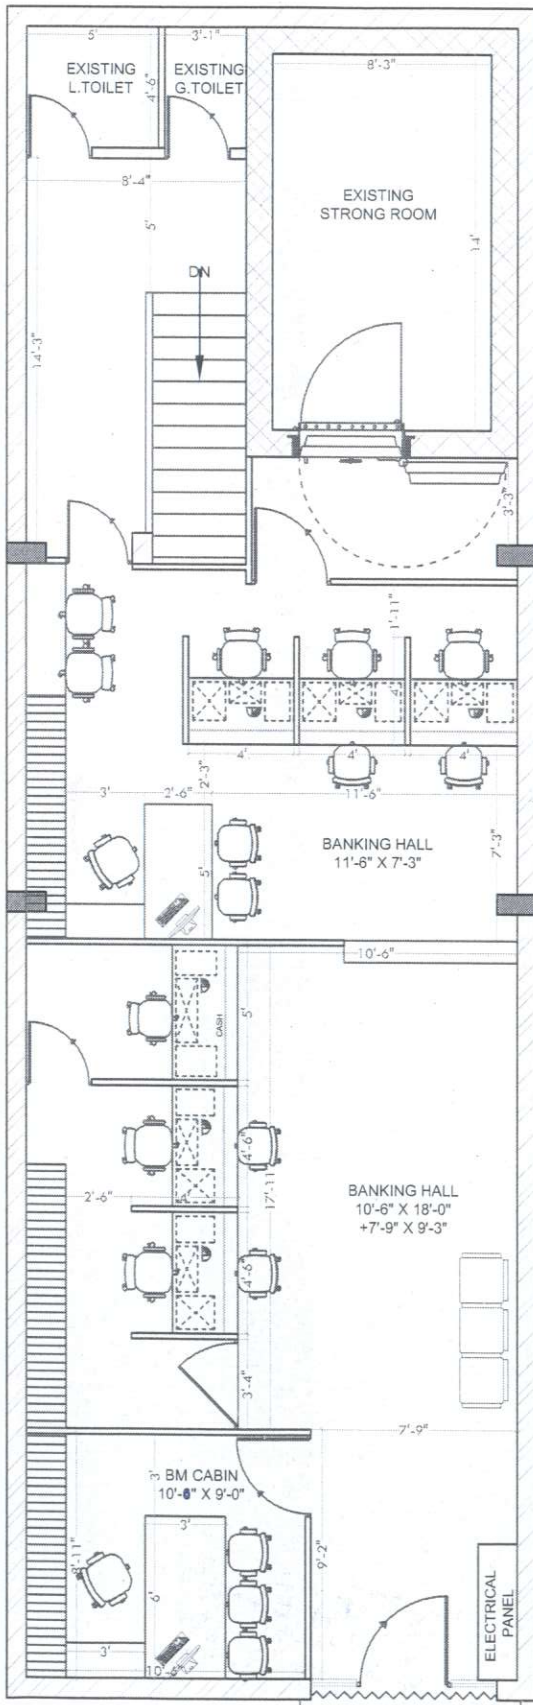 5'
3'-1"
EXISTING
L.TOILET
EXISTING
G.TOILET
4'-6"
8'-3"
8'-4"
5'
EXISTING
STRONG ROOM
14'
DN
14'-3"
3'-3"
1'-11"
4'
4'
4'
4'
3'
2'-6"
2'-3"
11'-6"
5'
BANKING HALL
11'-6" X 7'-3"
7'-3"
10'-6"
5'
CASH
4'-6"
2'-6"
4'
17'-11"
BANKING HALL
10'-6" X 18'-0"
+7'-9" X 9'-3"
4'-6"
3'-4"
7'-9"
BM CABIN
10'-6" X 9'-0"
3'
3'
8'-11"
6'
9'-2"
3'
ELECTRICAL
PANEL